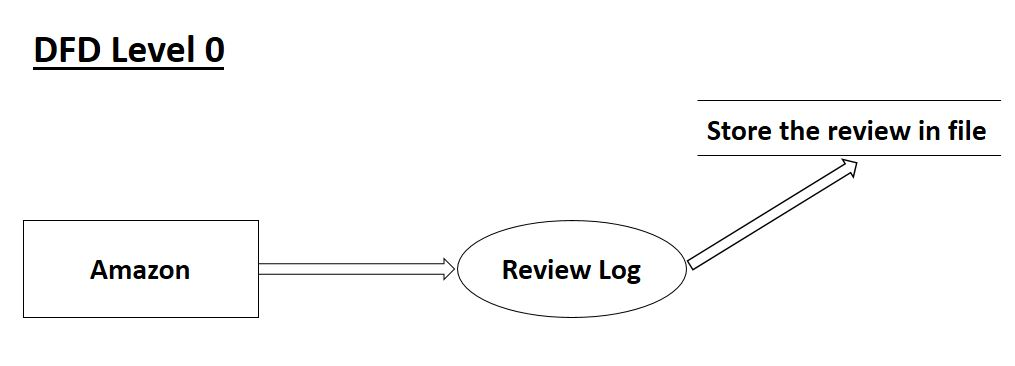 DFD Level 0
Store the review in file
Amazon
Review Log